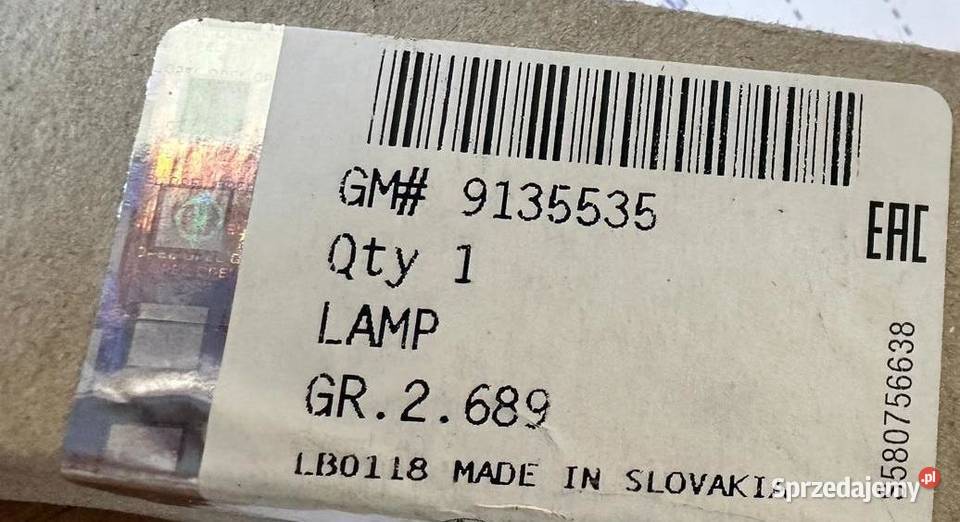 GM# 9135535
Qty 1
LAMP
GR.2.689
LB0118 MADE IN SLOVAKIA
EAC
580756638
Sprzedajemy.pl